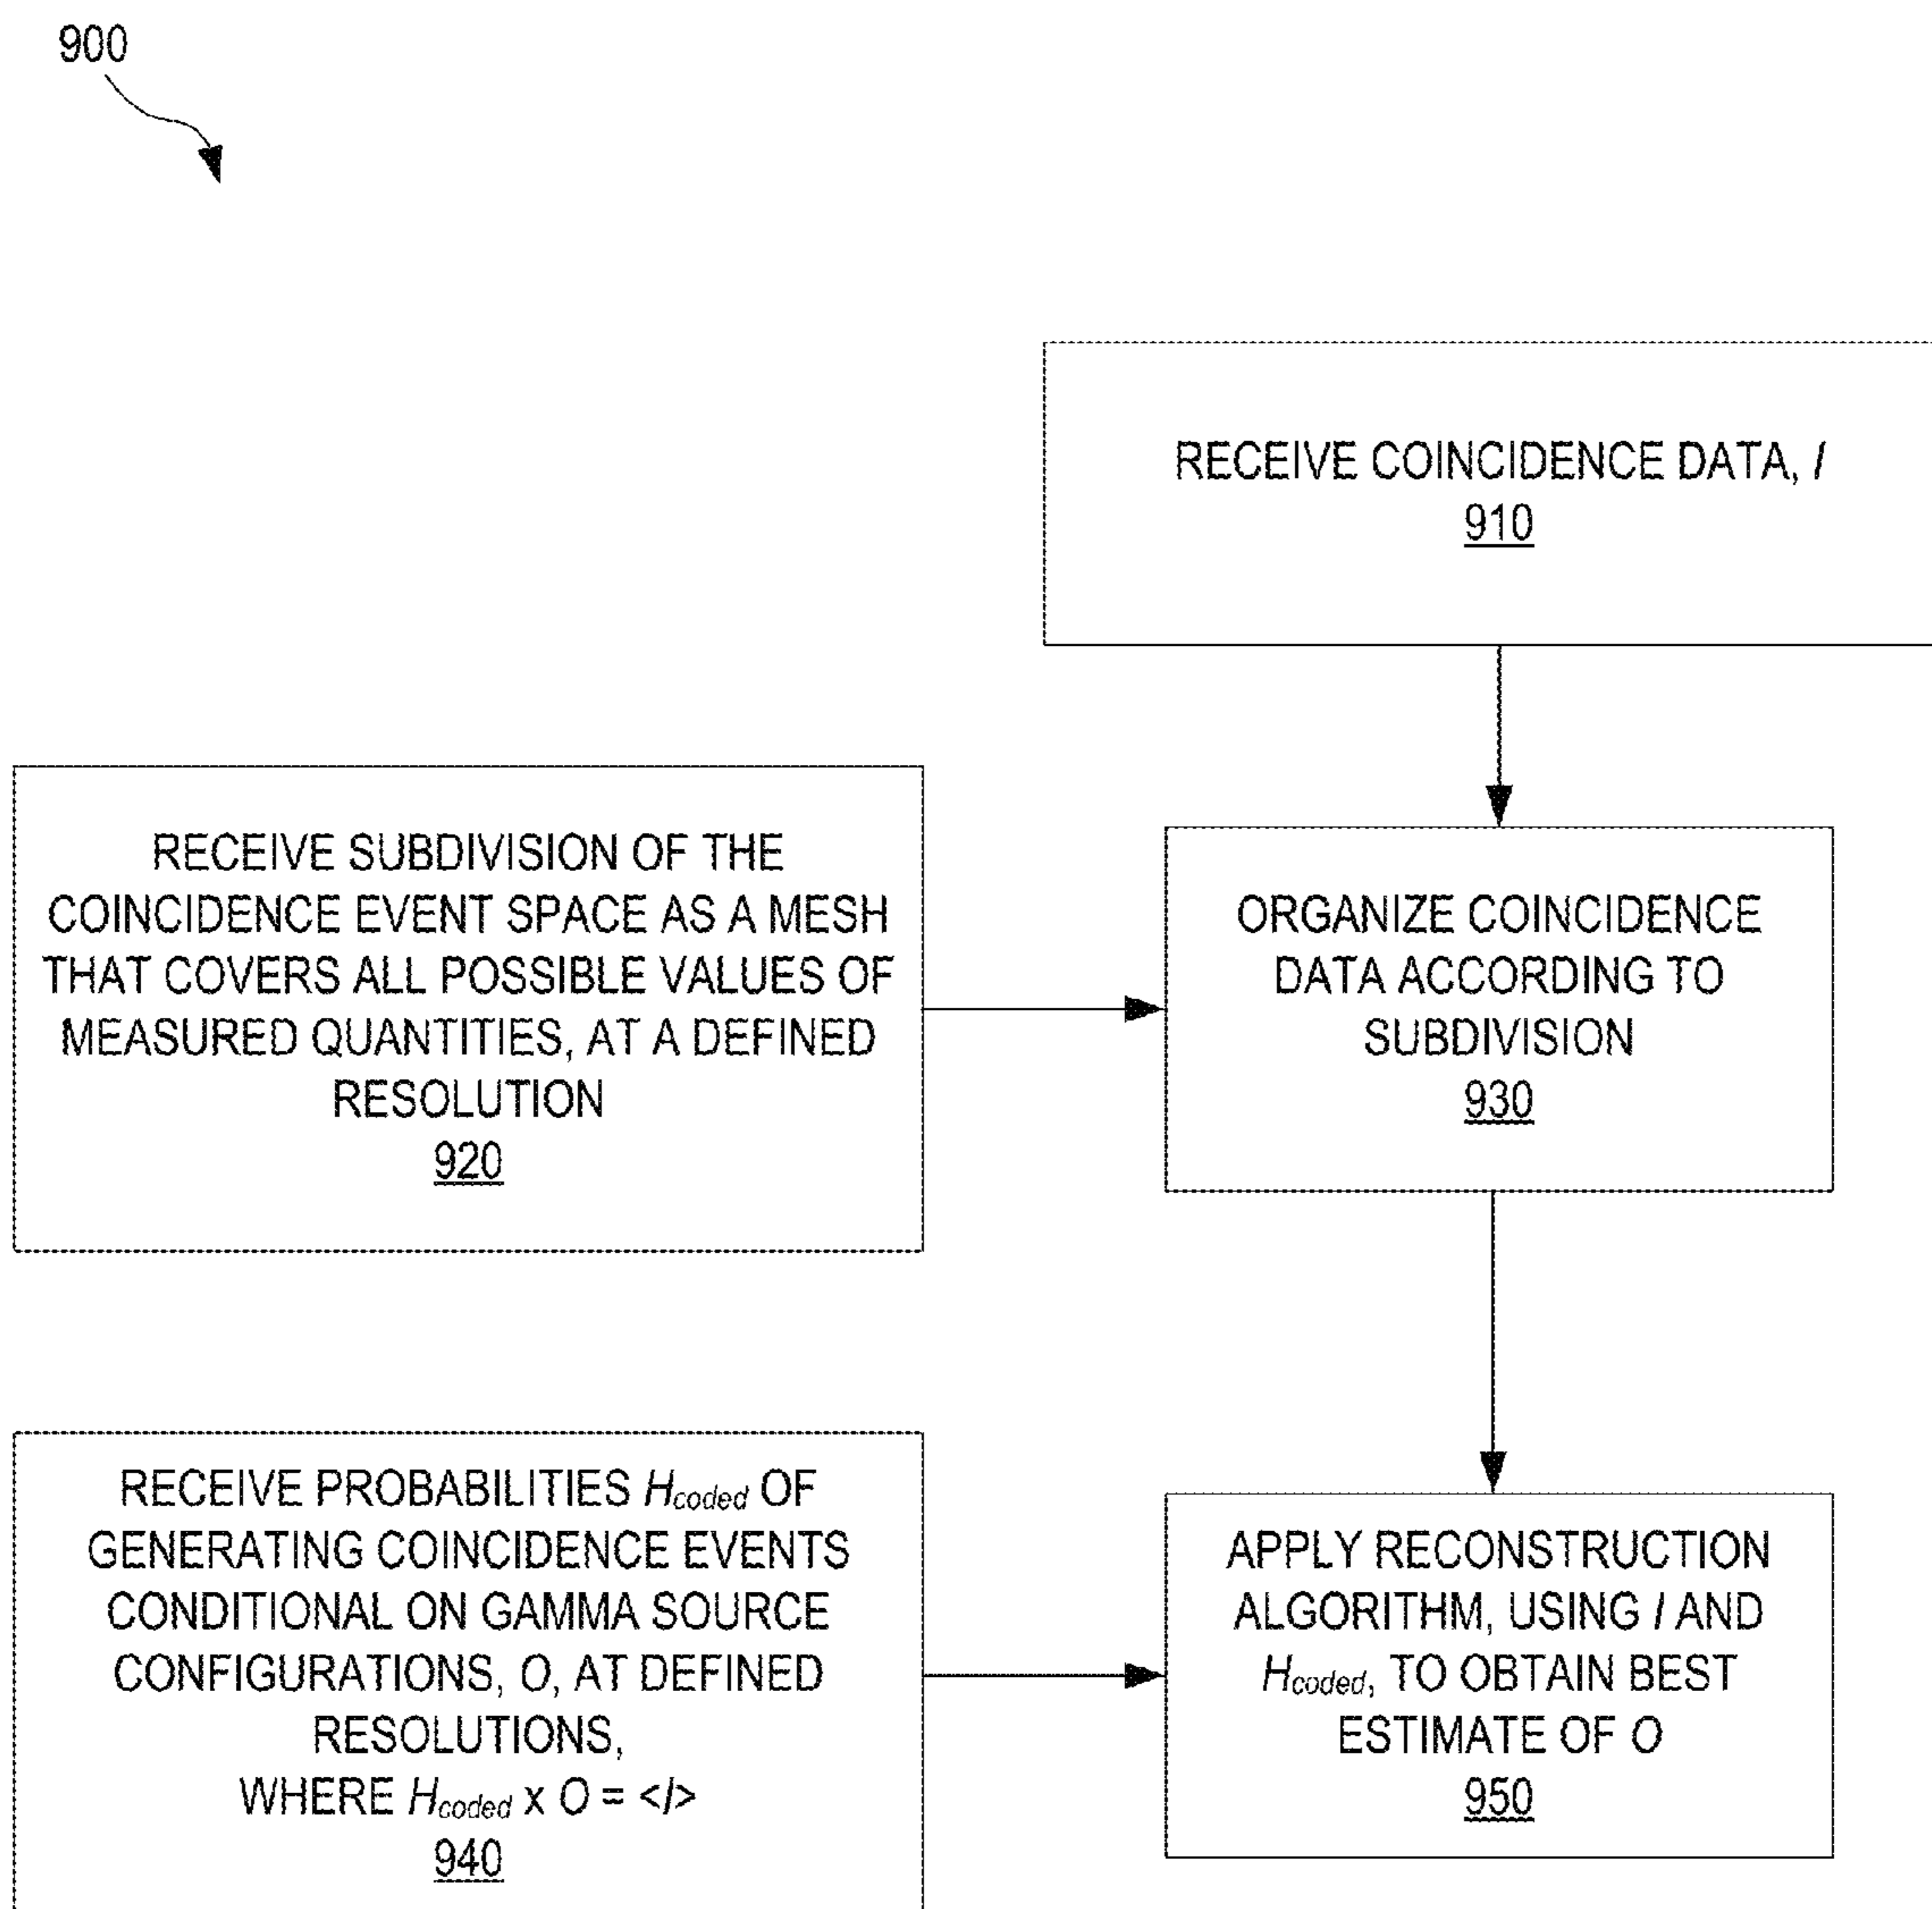 900
RECEIVE COINCIDENCE DATA, I
910
RECEIVE SUBDIVISION OF THE
COINCIDENCE EVENT SPACE AS A MESH
THAT COVERS ALL POSSIBLE VALUES OF
MEASURED QUANTITIES, AT A DEFINED
RESOLUTION
920
ORGANIZE COINCIDENCE
DATA ACCORDING TO
SUBDIVISION
930
RECEIVE PROBABILITIES Hcoded OF
GENERATING COINCIDENCE EVENTS
CONDITIONAL ON GAMMA SOURCE
CONFIGURATIONS, O, AT DEFINED
RESOLUTIONS,
WHERE Hcoded x O = <I>
940
APPLY RECONSTRUCTION
ALGORITHM, USING I AND
Hcoded, TO OBTAIN BEST
ESTIMATE OF O
950